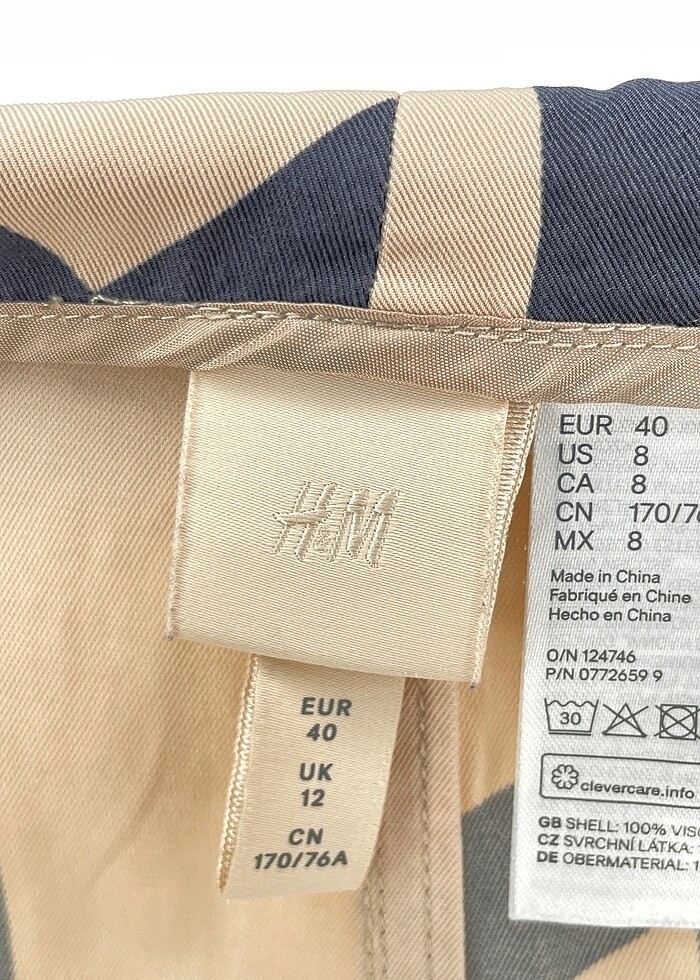 H&M
EUR
40
UK
12
CN
170/76A
EUR 40
US 8
CA 8
CN 170/76
MX 8
Made in China
Fabriqué en Chine
Hecho en China
O/N 124746
P/N 0772659 9
30
clevercare.info
GB SHELL: 100% VISC
CZ SVRCHNÍ LÁTKA: 1
DE OBERMATERIAL: 1